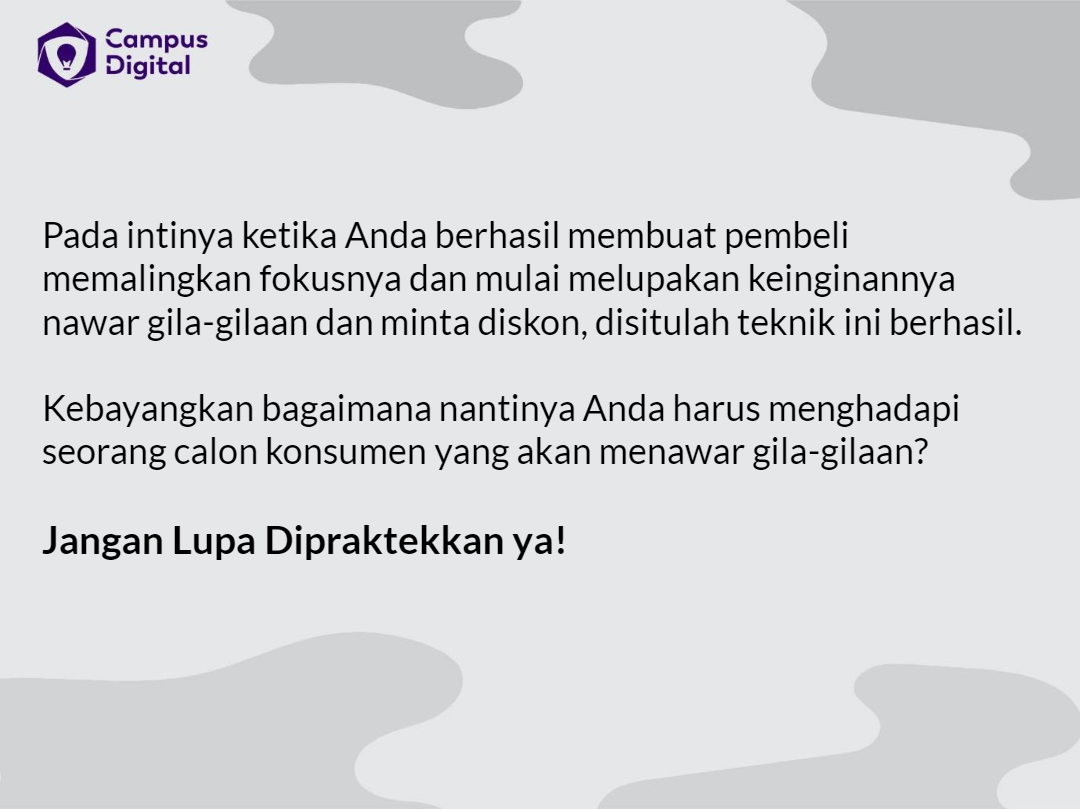 Campus
Digital
Pada intinya ketika Anda berhasil membuat pembeli
memalingkan fokusnya dan mulai melupakan keinginannya
nawar gila-gilaan dan minta diskon, disitulah teknik ini berhasil.
Kebayangkan bagaimana nantinya Anda harus menghadapi
seorang calon konsumen yang akan menawar gila-gilaan?
Jangan Lupa Dipraktekkan ya!